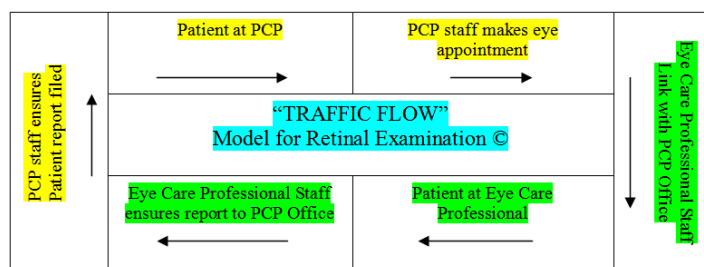 Patient at PCP
PCP staff makes eye
appointment
Eye Care Professional Staff
Link with PCP Office
“TRAFFIC FLOW”
Model for Retinal Examination ©
Patient at Eye Care
Professional
Eye Care Professional Staff
ensures report to PCP Office
PCP staff ensures
Patient report filed